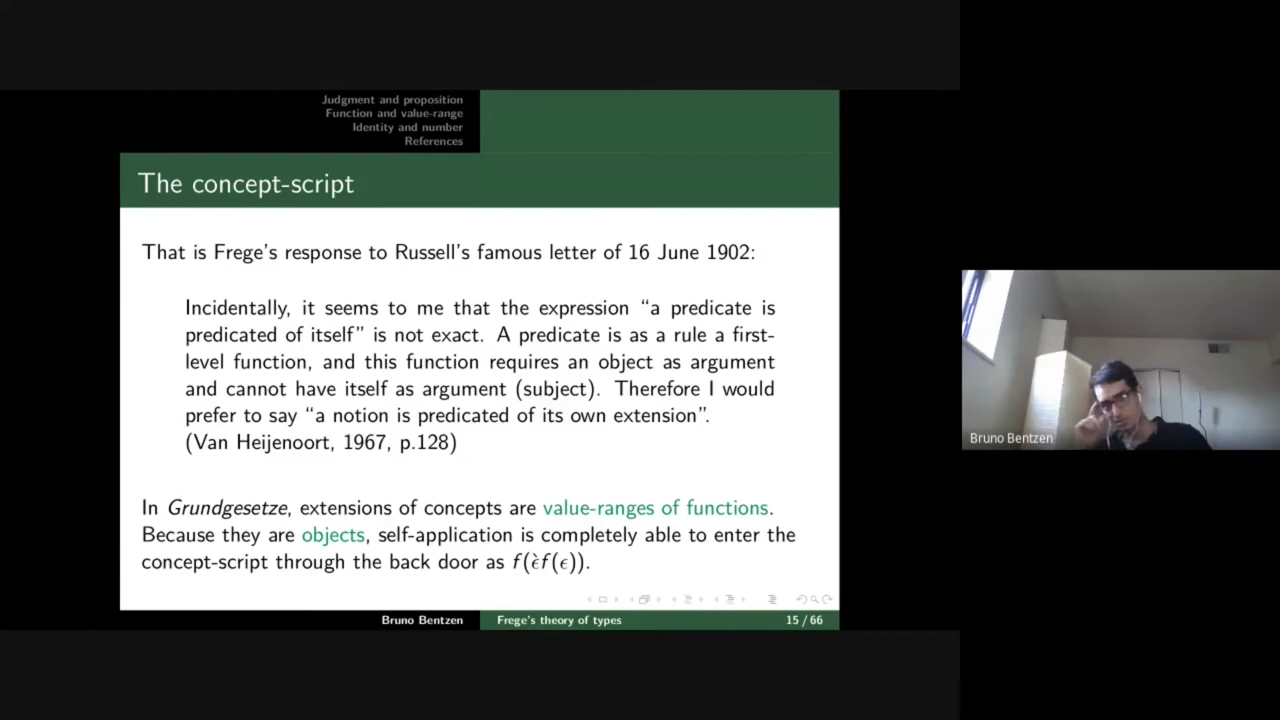 Judgment and proposition
Function and value-range
Identity and number
References
The concept-script
That is Frege's response to Russell's famous letter of 16 June 1902:
Incidentally, it seems to me that the expression “a predicate is
predicated of itself” is not exact. A predicate is as a rule a first-
level function, and this function requires an object as argument
and cannot have itself as argument (subject). Therefore I would
prefer to say “a notion is predicated of its own extension”.
(Van Heijenoort, 1967, p.128)
In Grundgesetze, extensions of concepts are value-ranges of functions.
Because they are objects, self-application is completely able to enter the
concept-script through the back door as f(ἐf(ϵ)).
Bruno Bentzen
Frege's theory of types
15 / 66
Bruno Bentzen